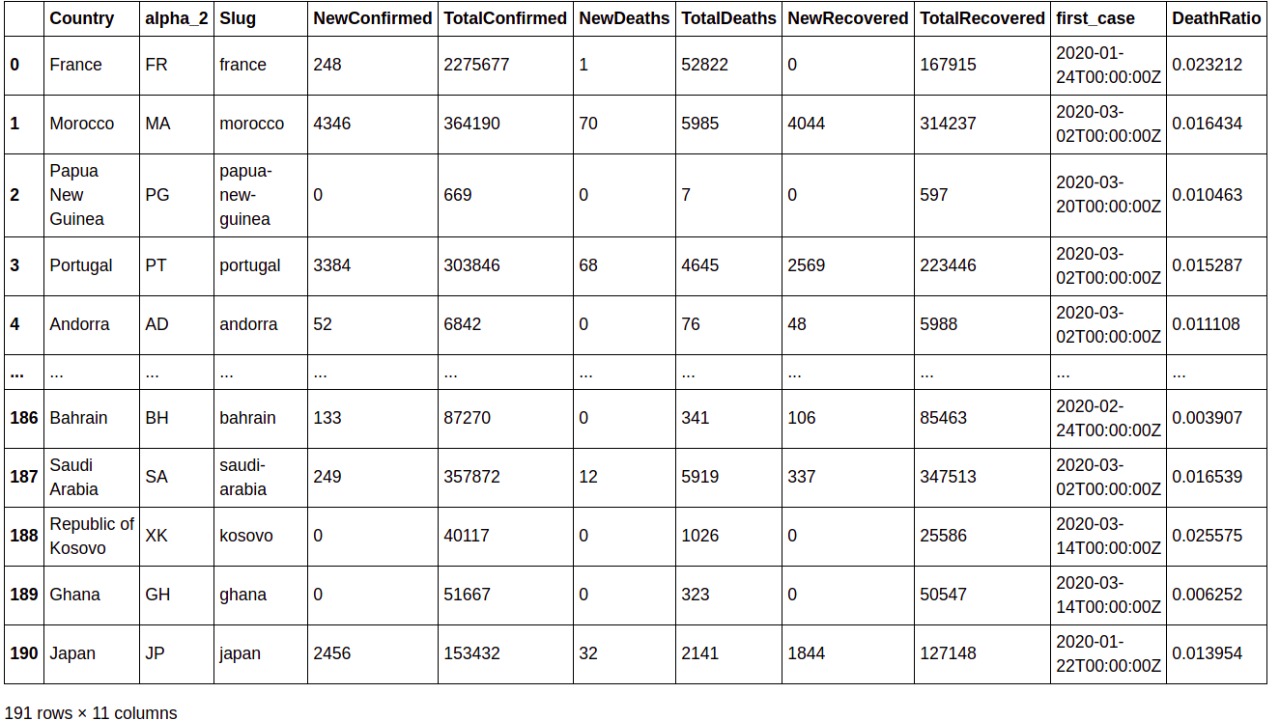 Country alpha_2 Slug NewConfirmed TotalConfirmed NewDeaths TotalDeaths NewRecovered TotalRecovered first_case DeathRatio
0 France FR france 248 2275677 1 52822 0 167915 2020-01-24T00:00:00Z 0.023212
1 Morocco MA morocco 4346 364190 70 5985 4044 314237 2020-03-02T00:00:00Z 0.016434
2 Papua New Guinea PG papua-new-guinea 0 669 0 7 0 597 2020-03-20T00:00:00Z 0.010463
3 Portugal PT portugal 3384 303846 68 4645 2569 223446 2020-03-02T00:00:00Z 0.015287
4 Andorra AD andorra 52 6842 0 76 48 5988 2020-03-02T00:00:00Z 0.011108
... ... ... ... ... ... ... ... ... ... ... ...
186 Bahrain BH bahrain 133 87270 0 341 106 85463 2020-02-24T00:00:00Z 0.003907
187 Saudi Arabia SA saudi-arabia 249 357872 12 5919 337 347513 2020-03-02T00:00:00Z 0.016539
188 Republic of Kosovo XK kosovo 0 40117 0 1026 0 25586 2020-03-14T00:00:00Z 0.025575
189 Ghana GH ghana 0 51667 0 323 0 50547 2020-03-14T00:00:00Z 0.006252
190 Japan JP japan 2456 153432 32 2141 1844 127148 2020-01-22T00:00:00Z 0.013954
191 rows × 11 columns